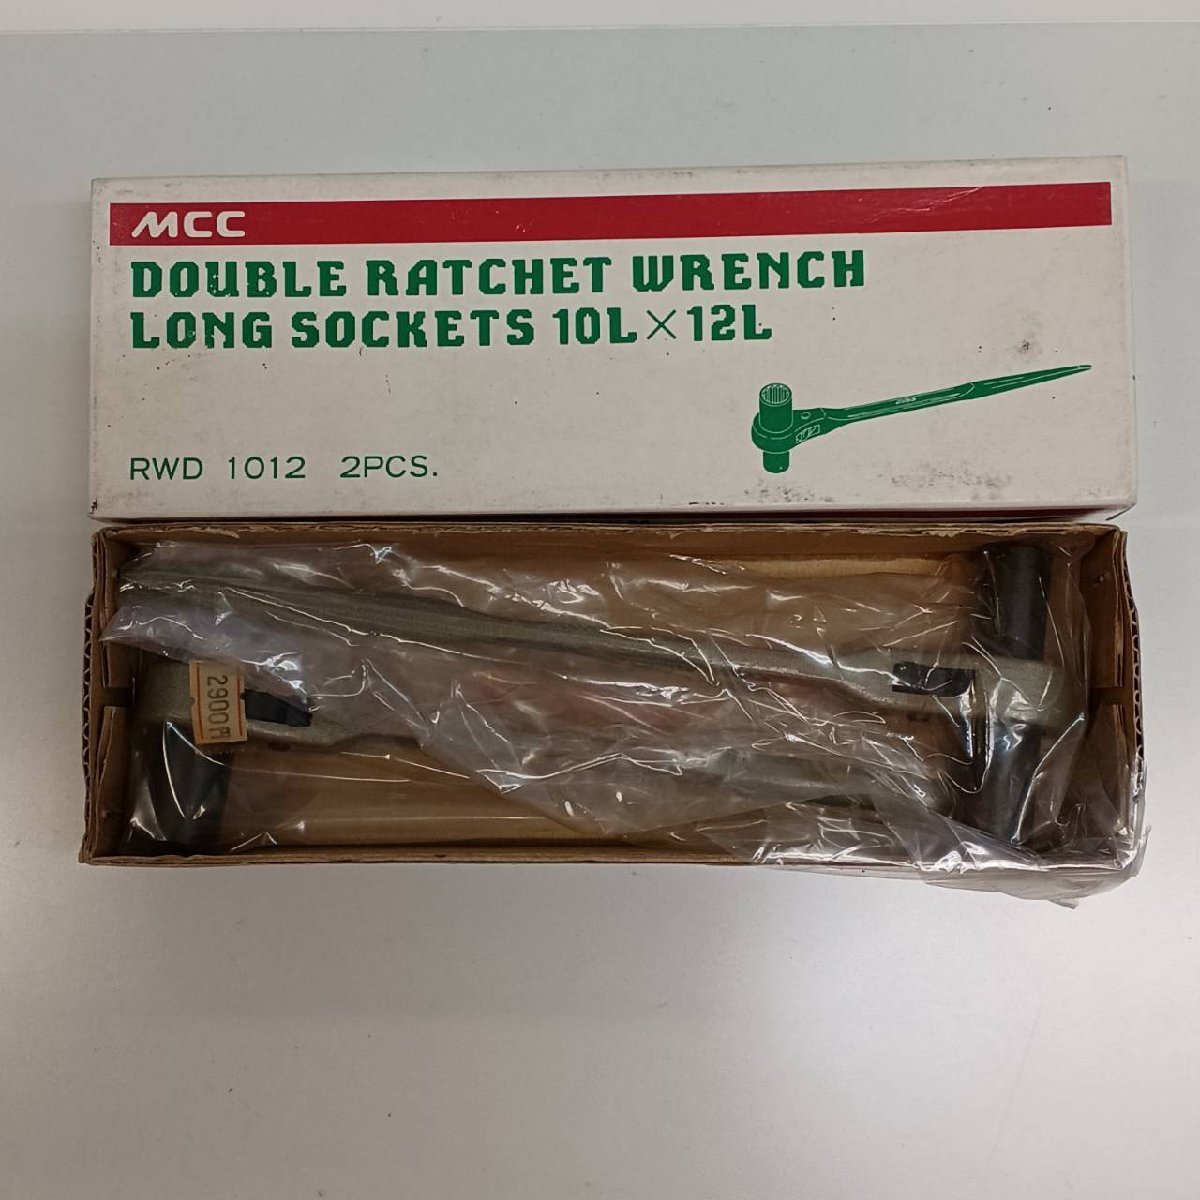 MCC
DOUBLE RATCHET WRENCH
LONG SOCKETS 10L×12L
RWD 1012 2PCS.
2900円